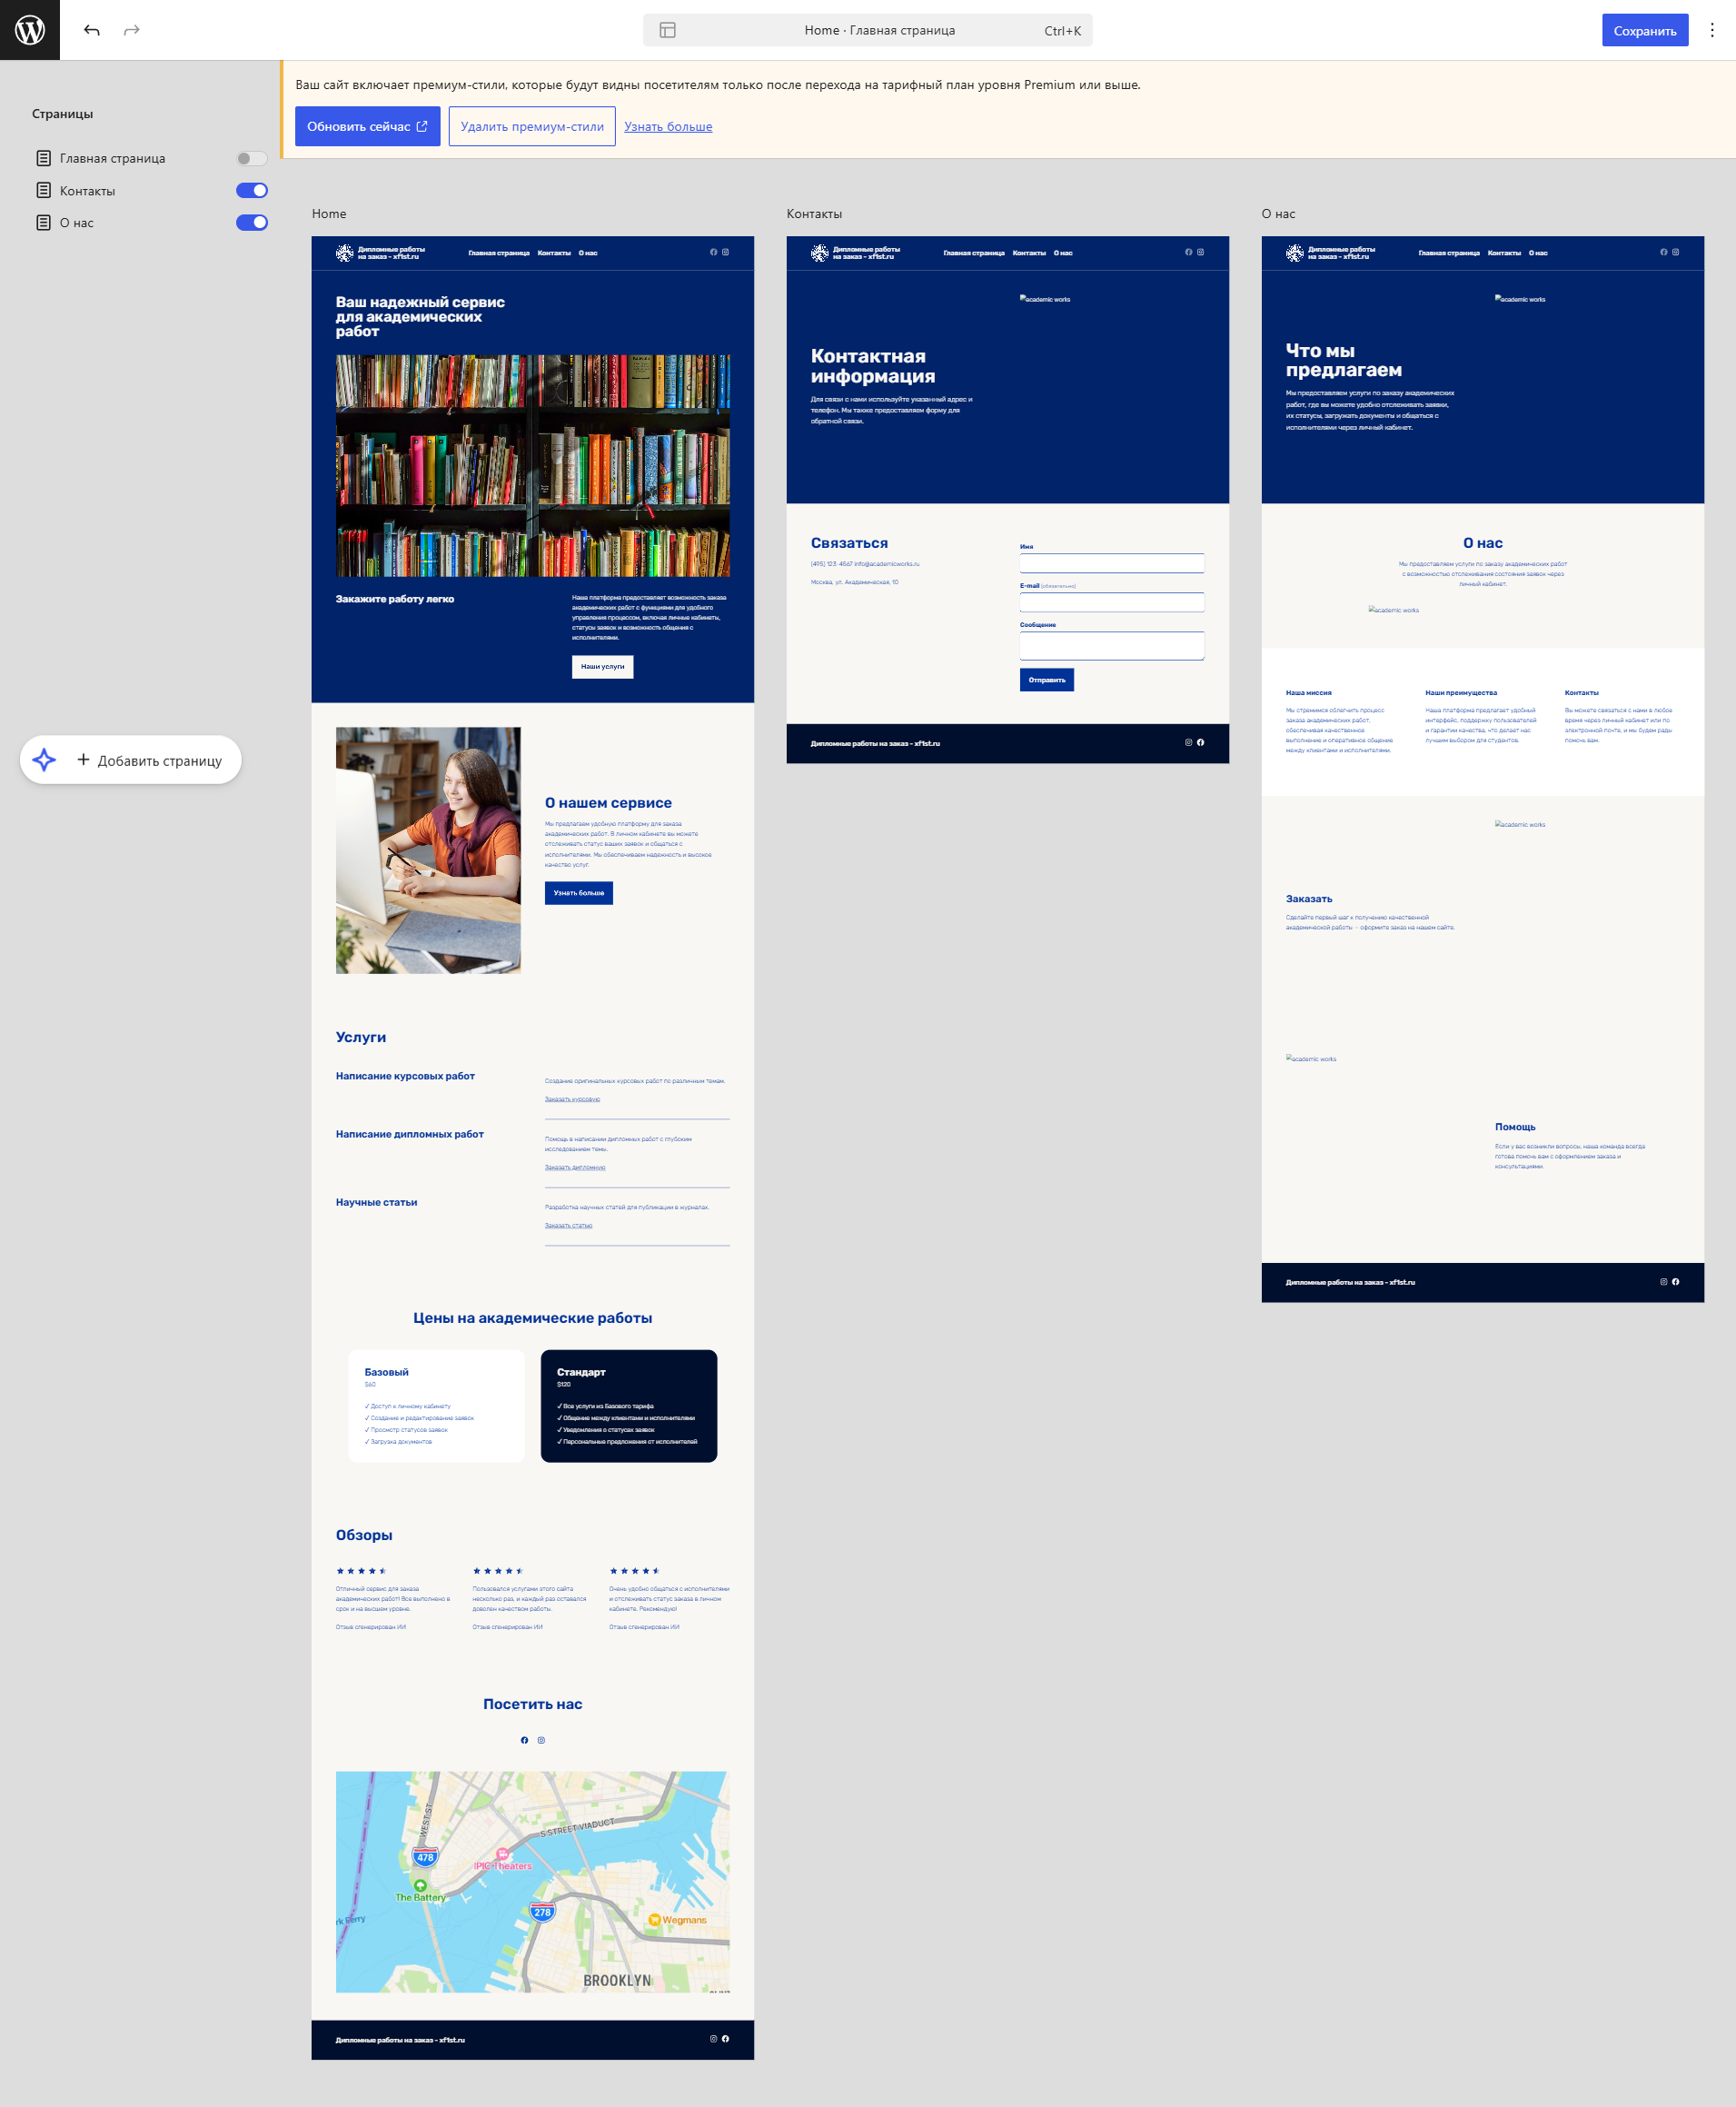 Home · Главная страница
Ctrl+K
Сохранить
Страницы
Главная страница
Контакты
О нас
Добавить страницу
Ваш сайт включает премиум-стили, которые будут видны посетителям только после перехода на тарифный план уровня Premium или выше.
Обновить сейчас
Удалить премиум-стили
Узнать больше
Home
Дипломные работы
на заказ - xf1st.ru
Главная страница
Контакты
О нас
Ваш надежный сервис
для академических
работ
Закажите работу легко
Наша платформа предоставляет возможность заказа
академических работ с функциями для удобного
управления процессом, включая личные кабинеты,
статусы заявок и возможность общения с
исполнителями.
Наши услуги
О нашем сервисе
Мы предлагаем удобную платформу для заказа
академических работ. В личном кабинете вы можете
отслеживать статус ваших заявок и общаться с
исполнителями. Мы обеспечиваем надежность и высокое
качество услуг.
Узнать больше
Услуги
Написание курсовых работ
Создание оригинальных курсовых работ по различным темам.
Заказать курсовую
Написание дипломных работ
Помощь в написании дипломных работ с глубоким
исследованием темы.
Заказать дипломную
Научные статьи
Разработка научных статей для публикации в журналах.
Заказать статью
Цены на академические работы
Базовый
$60
✓ Доступ к личному кабинету
✓ Создание и редактирование заявок
✓ Просмотр статусов заявок
✓ Загрузка документов
Стандарт
$120
✓ Все услуги из Базового тарифа
✓ Общение между клиентами и исполнителями
✓ Уведомления о статусах заявок
✓ Персональные предложения от исполнителей
Обзоры
Отличный сервис для заказа
академических работ! Все выполнено в
срок и на высшем уровне.
Отзыв сгенерирован ИИ
Пользовался услугами этого сайта
несколько раз, и каждый раз оставался
доволен качеством работы.
Отзыв сгенерирован ИИ
Очень удобно общаться с исполнителями
и отслеживать статус заказа в личном
кабинете. Рекомендую!
Отзыв сгенерирован ИИ
Посетить нас
WEST ST
S STREET VIADUCT
478
IPIC Theaters
The Battery
278
Wegmans
rk Ferry
BROOKLYN
Дипломные работы на заказ - xf1st.ru
Контакты
Дипломные работы
на заказ - xf1st.ru
Главная страница
Контакты
О нас
academic works
Контактная
информация
Для связи с нами используйте указанный адрес и
телефон. Мы также предоставляем форму для
обратной связи.
Связаться
(495) 123-4567 info@academicworks.ru
Москва, ул. Академическая, 10
Имя
E-mail (обязательно)
Сообщение
Отправить
Дипломные работы на заказ - xf1st.ru
О нас
Дипломные работы
на заказ - xf1st.ru
Главная страница
Контакты
О нас
academic works
Что мы
предлагаем
Мы предоставляем услуги по заказу академических
работ, где вы можете удобно отслеживать заявки,
их статусы, загружать документы и общаться с
исполнителями через личный кабинет.
О нас
Мы предоставляем услуги по заказу академических работ
с возможностью отслеживания состояния заявок через
личный кабинет.
academic works
Наша миссия
Мы стремимся облегчить процесс
заказа академических работ,
обеспечивая качественное
выполнение и оперативное общение
между клиентами и исполнителями.
Наши преимущества
Наша платформа предлагает удобный
интерфейс, поддержку пользователей
и гарантии качества, что делает нас
лучшим выбором для студентов.
Контакты
Вы можете связаться с нами в любое
время через личный кабинет или по
электронной почте, и мы будем рады
помочь вам.
academic works
Заказать
Сделайте первый шаг к получению качественной
академической работы — оформите заказ на нашем сайте.
academic works
Помощь
Если у вас возникли вопросы, наша команда всегда
готова помочь вам с оформлением заказа и
консультациями.
Дипломные работы на заказ - xf1st.ru